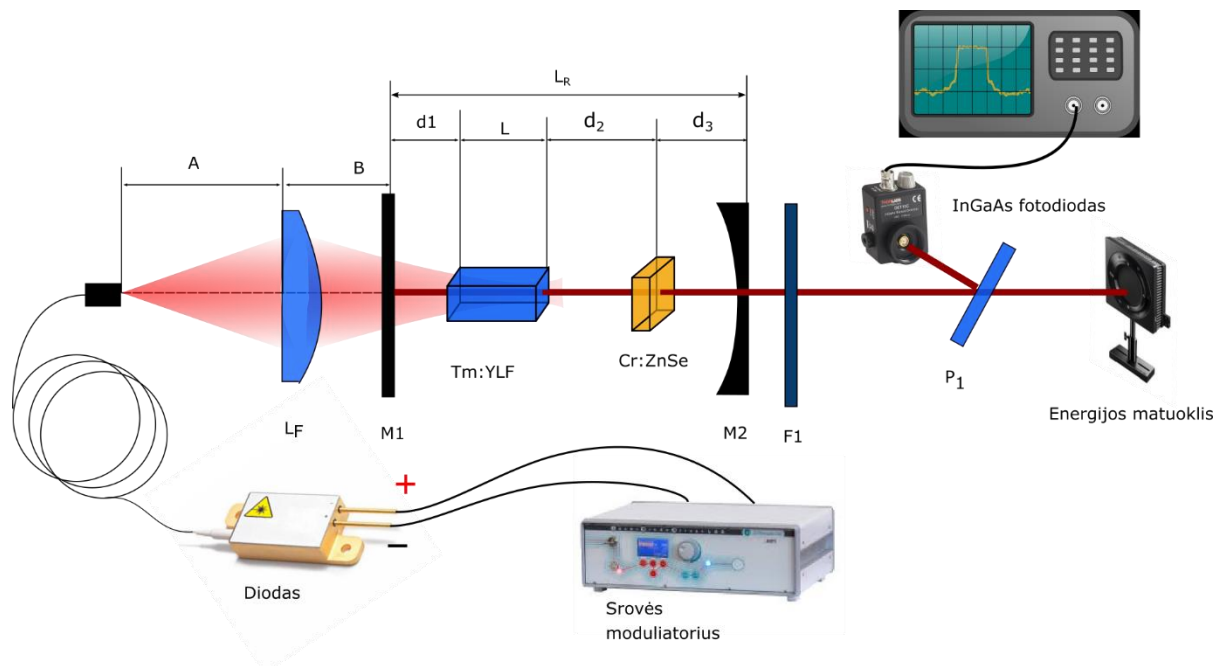 L_R
d1
L
d₂
d₃
A
B
InGaAs fotodiodas
Tm:YLF
Cr:ZnSe
P₁
Energijos matuoklis
L_F
M1
M2
F1
+
−
Diodas
Srovės
moduliatorius